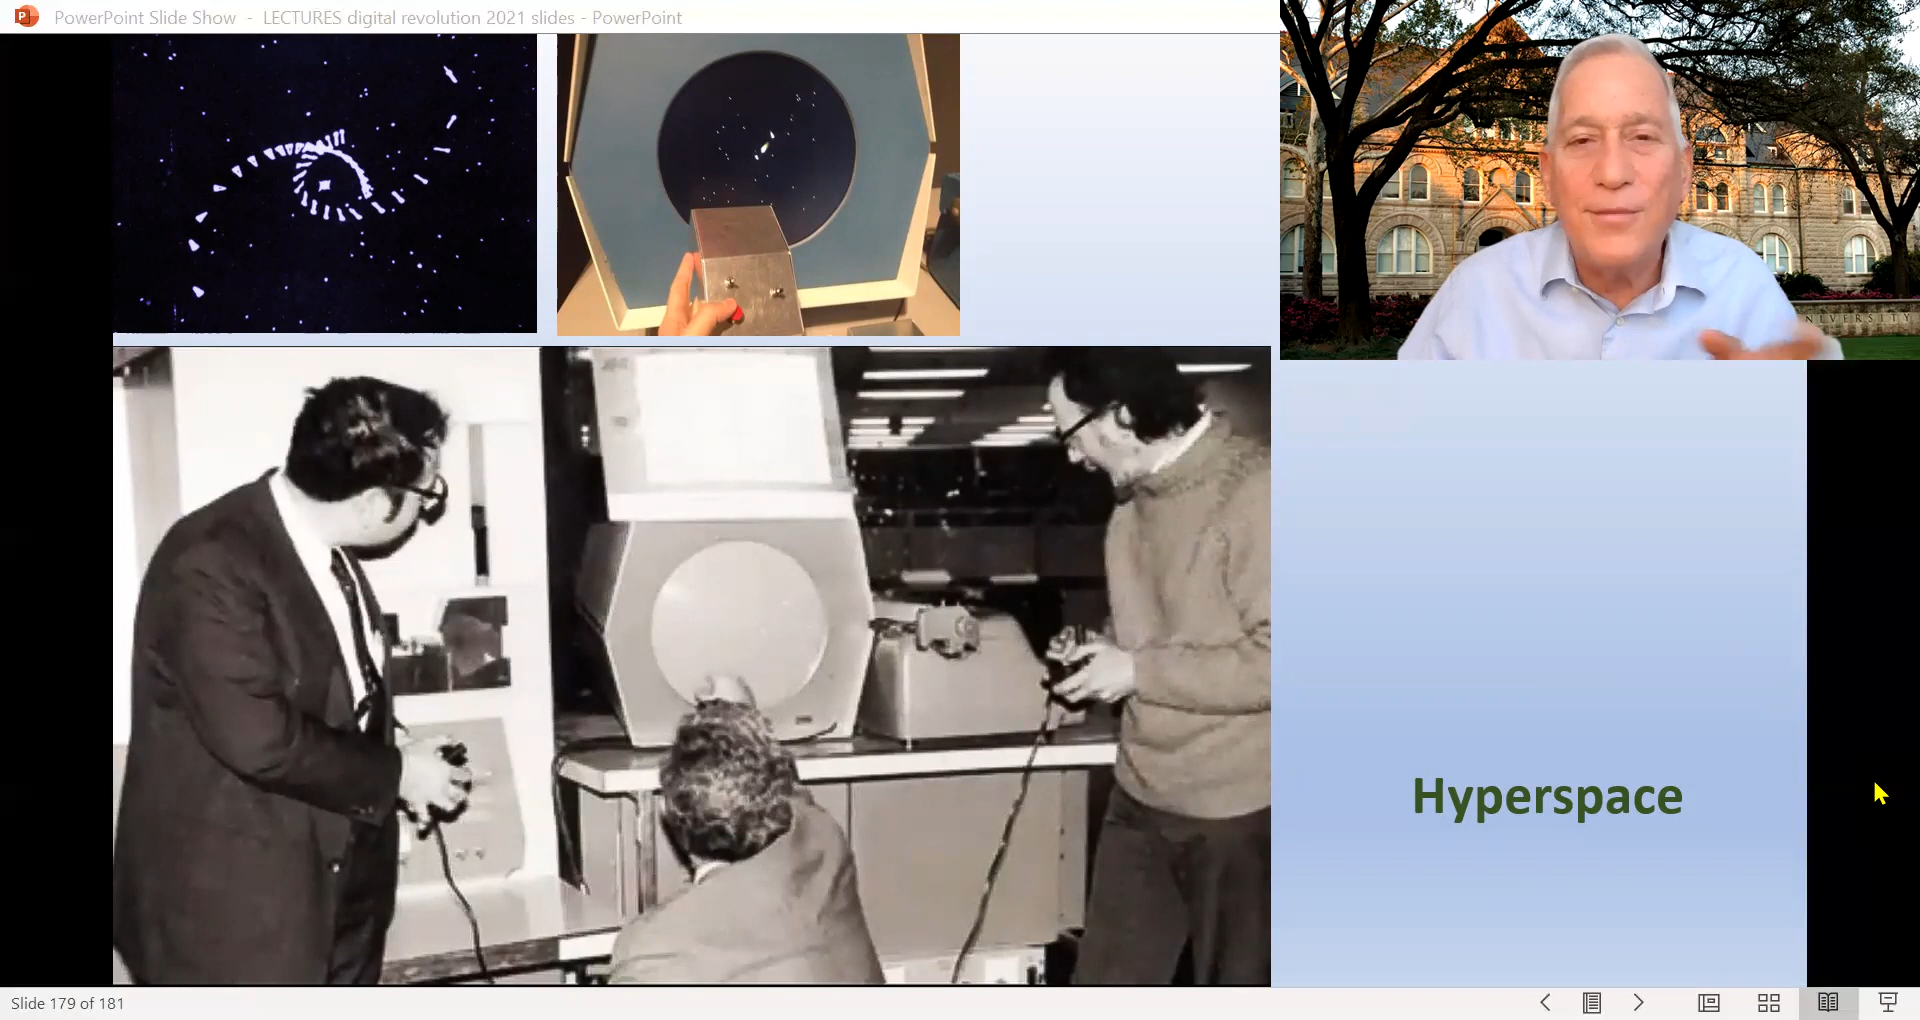 PowerPoint Slide Show - LECTURES digital revolution 2021 slides - PowerPoint
Hyperspace
Slide 179 of 181